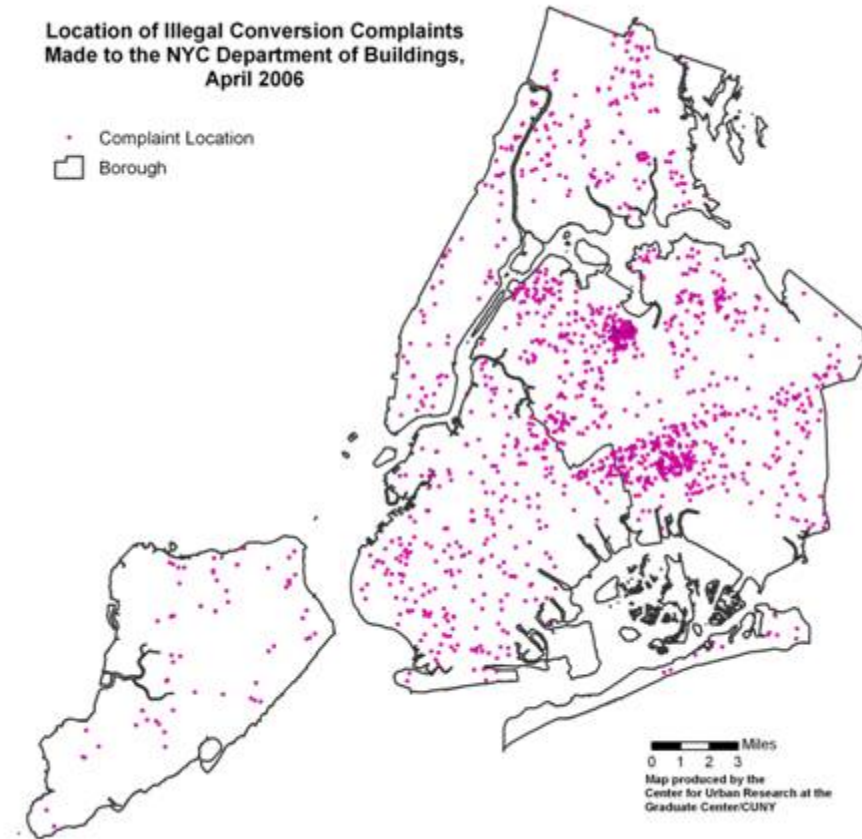 Location of Illegal Conversion Complaints
Made to the NYC Department of Buildings,
April 2006
Complaint Location
Borough
Miles
0 1 2 3
Map produced by the
Center for Urban Research at the
Graduate Center/CUNY